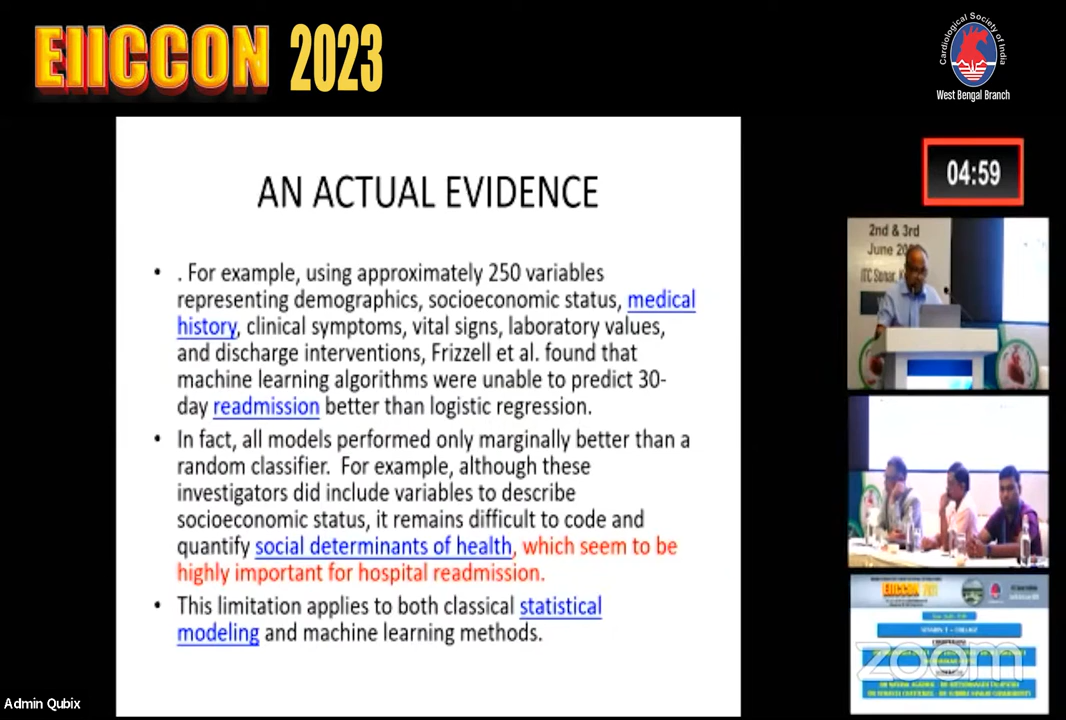 EIICCON 2023
Cardiological Society of India
West Bengal Branch
AN ACTUAL EVIDENCE
• . For example, using approximately 250 variables
representing demographics, socioeconomic status, medical
history, clinical symptoms, vital signs, laboratory values,
and discharge interventions, Frizzell et al. found that
machine learning algorithms were unable to predict 30-
day readmission better than logistic regression.
• In fact, all models performed only marginally better than a
random classifier. For example, although these
investigators did include variables to describe
socioeconomic status, it remains difficult to code and
quantify social determinants of health, which seem to be
highly important for hospital readmission.
• This limitation applies to both classical statistical
modeling and machine learning methods.
04:59
2nd & 3rd
June
ITC Sonar,
EIICCON
zoom
Admin Qubix